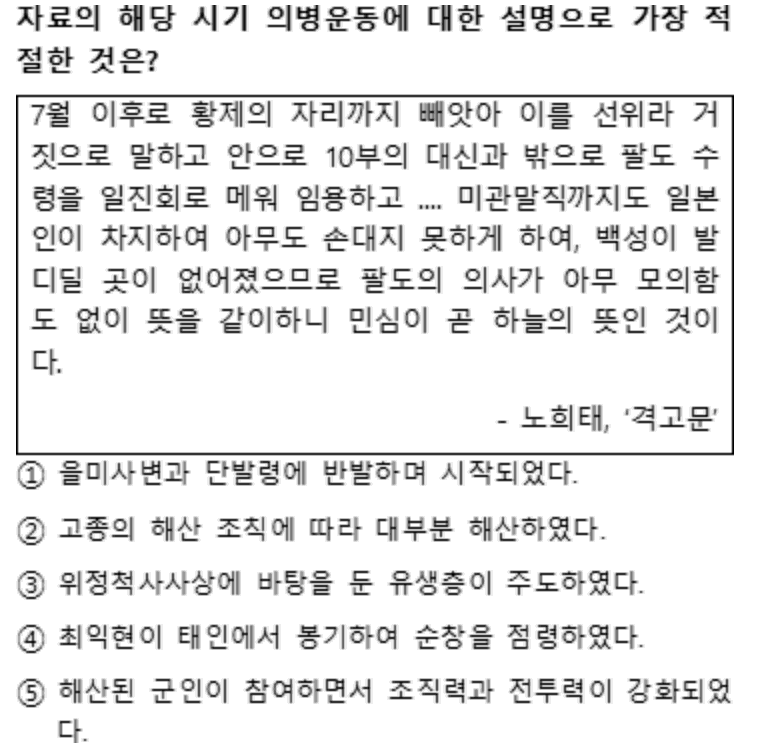 자료의 해당 시기 의병운동에 대한 설명으로 가장 적
절한 것은?
7월 이후로 황제의 자리까지 빼앗아 이를 선위라 거
짓으로 말하고 안으로 10부의 대신과 밖으로 팔도 수
령을 일진회로 메워 임용하고 .... 미관말직까지도 일본
인이 차지하여 아무도 손대지 못하게 하여, 백성이 발
디딜 곳이 없어졌으므로 팔도의 의사가 아무 모의함
도 없이 뜻을 같이하니 민심이 곧 하늘의 뜻인 것이
다.
- 노희태, ‘격고문’
① 을미사변과 단발령에 반발하며 시작되었다.
② 고종의 해산 조칙에 따라 대부분 해산하였다.
③ 위정척사사상에 바탕을 둔 유생층이 주도하였다.
④ 최익현이 태인에서 봉기하여 순창을 점령하였다.
⑤ 해산된 군인이 참여하면서 조직력과 전투력이 강화되었
다.